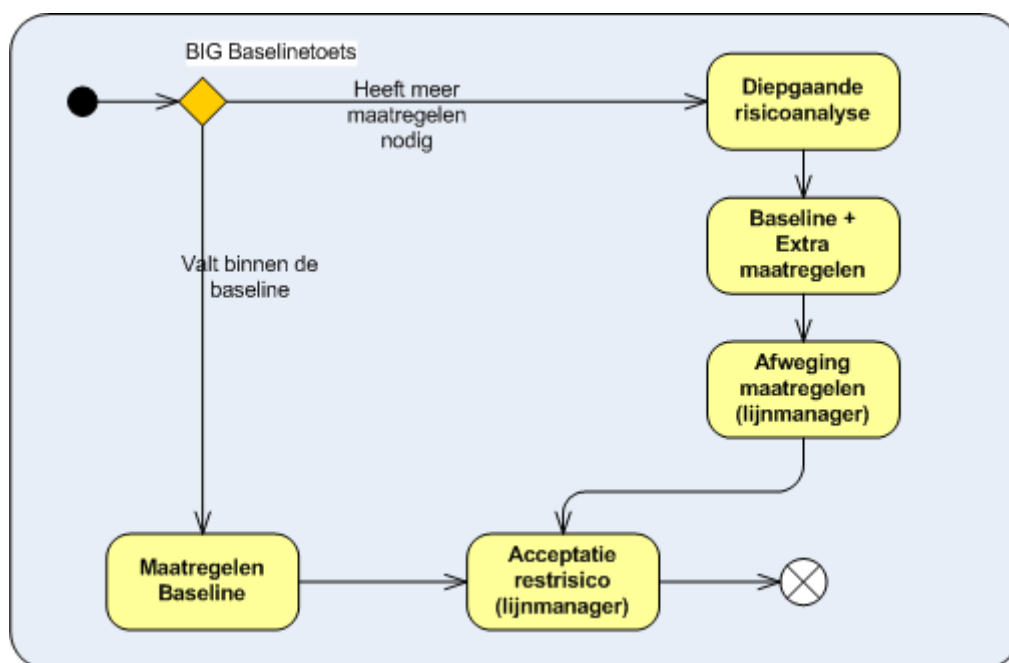 BIG Baselinetoets
Heeft meer
maatregelen
nodig
Diepgaande
risicoanalyse
Baseline +
Extra
maatregelen
Valt binnen de
baseline
Afweging
maatregelen
(lijnmanager)
Maatregelen
Baseline
Acceptatie
restrisico
(lijnmanager)